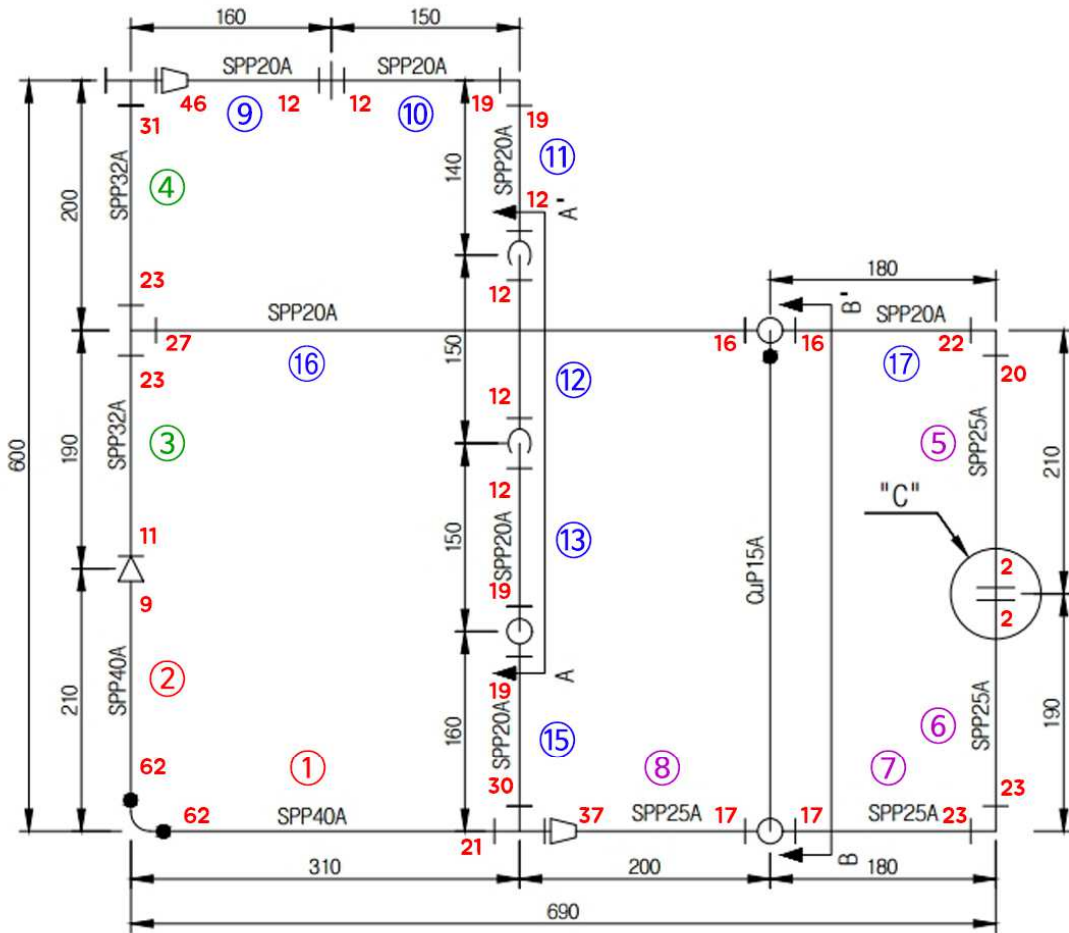 160 150
SPP20A SPP20A
46 ⑨ 12 12 ⑩ 19
31 19
④ SPP32A 200 140 SPP20A ⑪
12 A'
23 12
180
SPP20A B' SPP20A
27 ⑯ 16 16 ⑰ 22
23 20
150 ⑫
12
600 190 SPP32A ③ ⑤ SPP25A 210
12 "C"
SPP20A ⑬ 150
11 CuP15A 2
9 19 2
210 SPP40A ② A
19
SPP20A ⑮ 160 ⑥ SPP25A 190
62 ① ⑧ ⑦
30 23
62 SPP40A 37 SPP25A 17 17 SPP25A 23
21 B
310 200 180
690